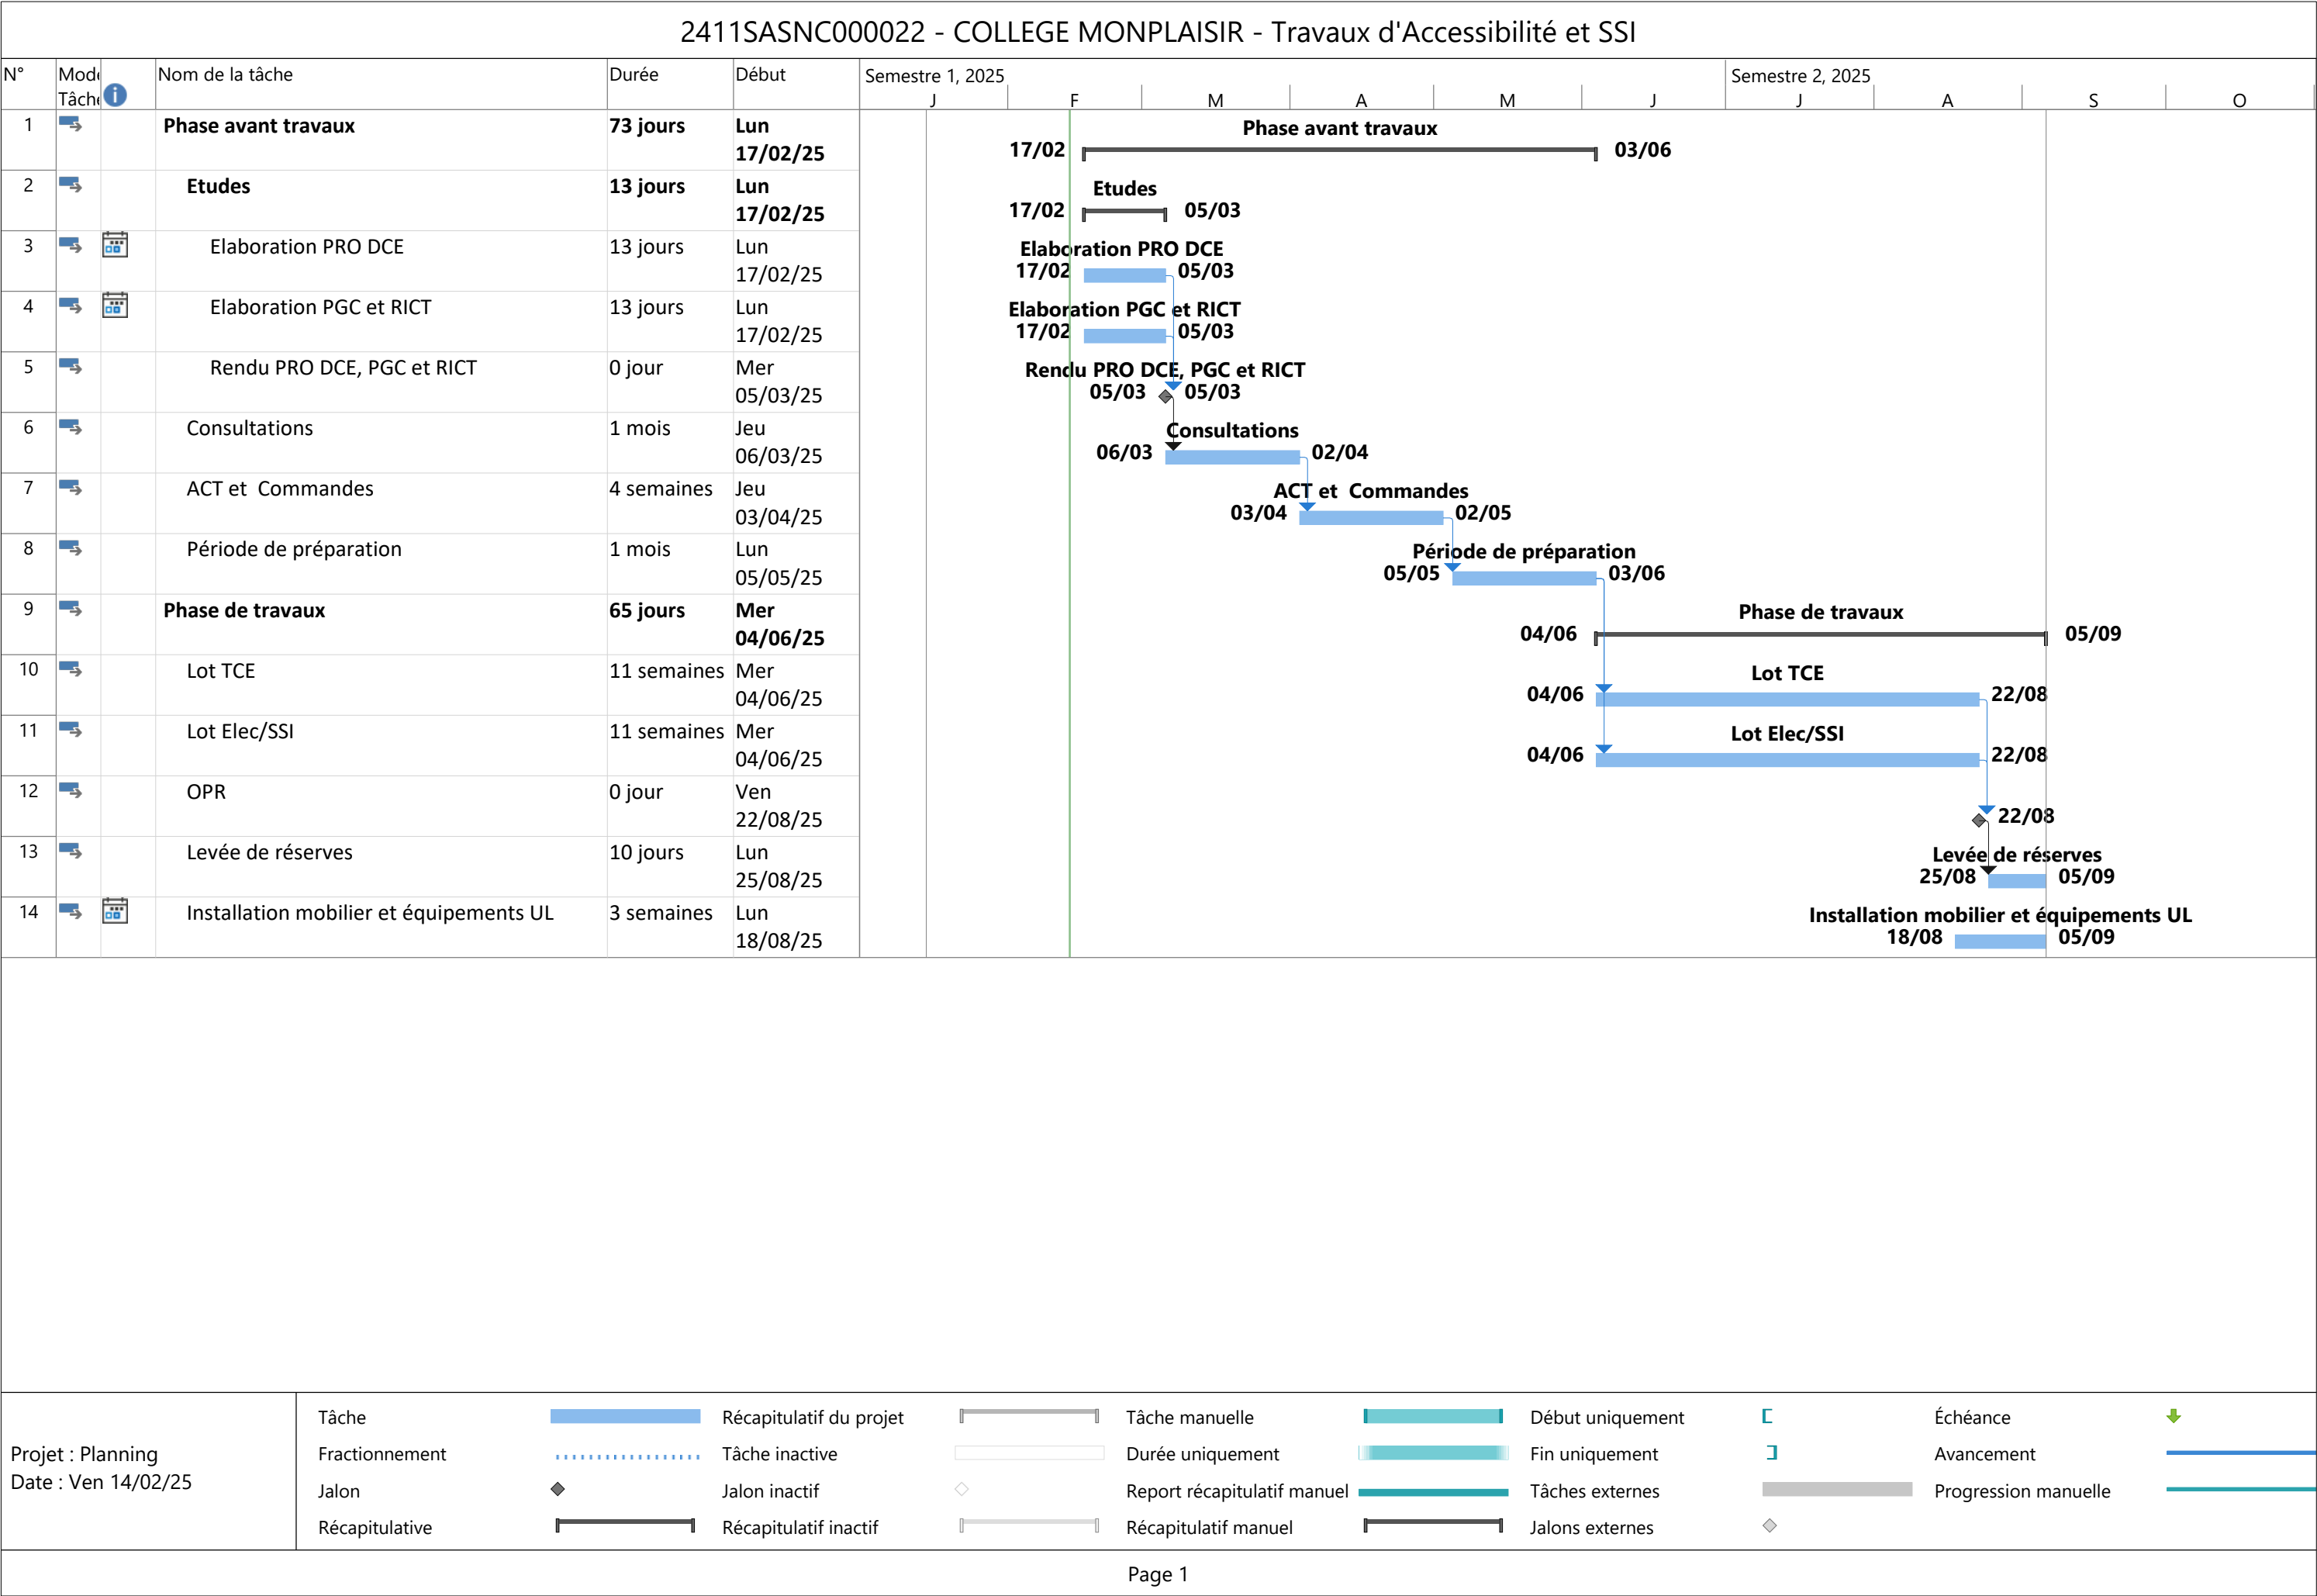 2411SASNC000022 - COLLEGE MONPLAISIR - Travaux d'Accessibilité et SSI
N° Mode Nom de la tâche Durée Début Semestre 1, 2025 Semestre 2, 2025
Tâche J F M A M J J A S O
1 Phase avant travaux 73 jours Lun Phase avant travaux
17/02/25 17/02 03/06
2 Etudes 13 jours Lun Etudes
17/02/25 17/02 05/03
3 Elaboration PRO DCE 13 jours Lun Elaboration PRO DCE
17/02/25 17/02 05/03
4 Elaboration PGC et RICT 13 jours Lun Elaboration PGC et RICT
17/02/25 17/02 05/03
5 Rendu PRO DCE, PGC et RICT 0 jour Mer Rendu PRO DCE, PGC et RICT
05/03/25 05/03 05/03
6 Consultations 1 mois Jeu Consultations
06/03/25 06/03 02/04
7 ACT et  Commandes 4 semaines Jeu ACT et  Commandes
03/04/25 03/04 02/05
8 Période de préparation 1 mois Lun Période de préparation
05/05/25 05/05 03/06
9 Phase de travaux 65 jours Mer Phase de travaux
04/06/25 04/06 05/09
10 Lot TCE 11 semaines Mer Lot TCE
04/06/25 04/06 22/08
11 Lot Elec/SSI 11 semaines Mer Lot Elec/SSI
04/06/25 04/06 22/08
12 OPR 0 jour Ven
22/08/25 22/08
13 Levée de réserves 10 jours Lun Levée de réserves
25/08/25 25/08 05/09
14 Installation mobilier et équipements UL 3 semaines Lun Installation mobilier et équipements UL
18/08/25 18/08 05/09
Projet : Planning
Date : Ven 14/02/25
Tâche Récapitulatif du projet Tâche manuelle Début uniquement Échéance
Fractionnement Tâche inactive Durée uniquement Fin uniquement Avancement
Jalon Jalon inactif Report récapitulatif manuel Tâches externes Progression manuelle
Récapitulative Récapitulatif inactif Récapitulatif manuel Jalons externes
Page 1